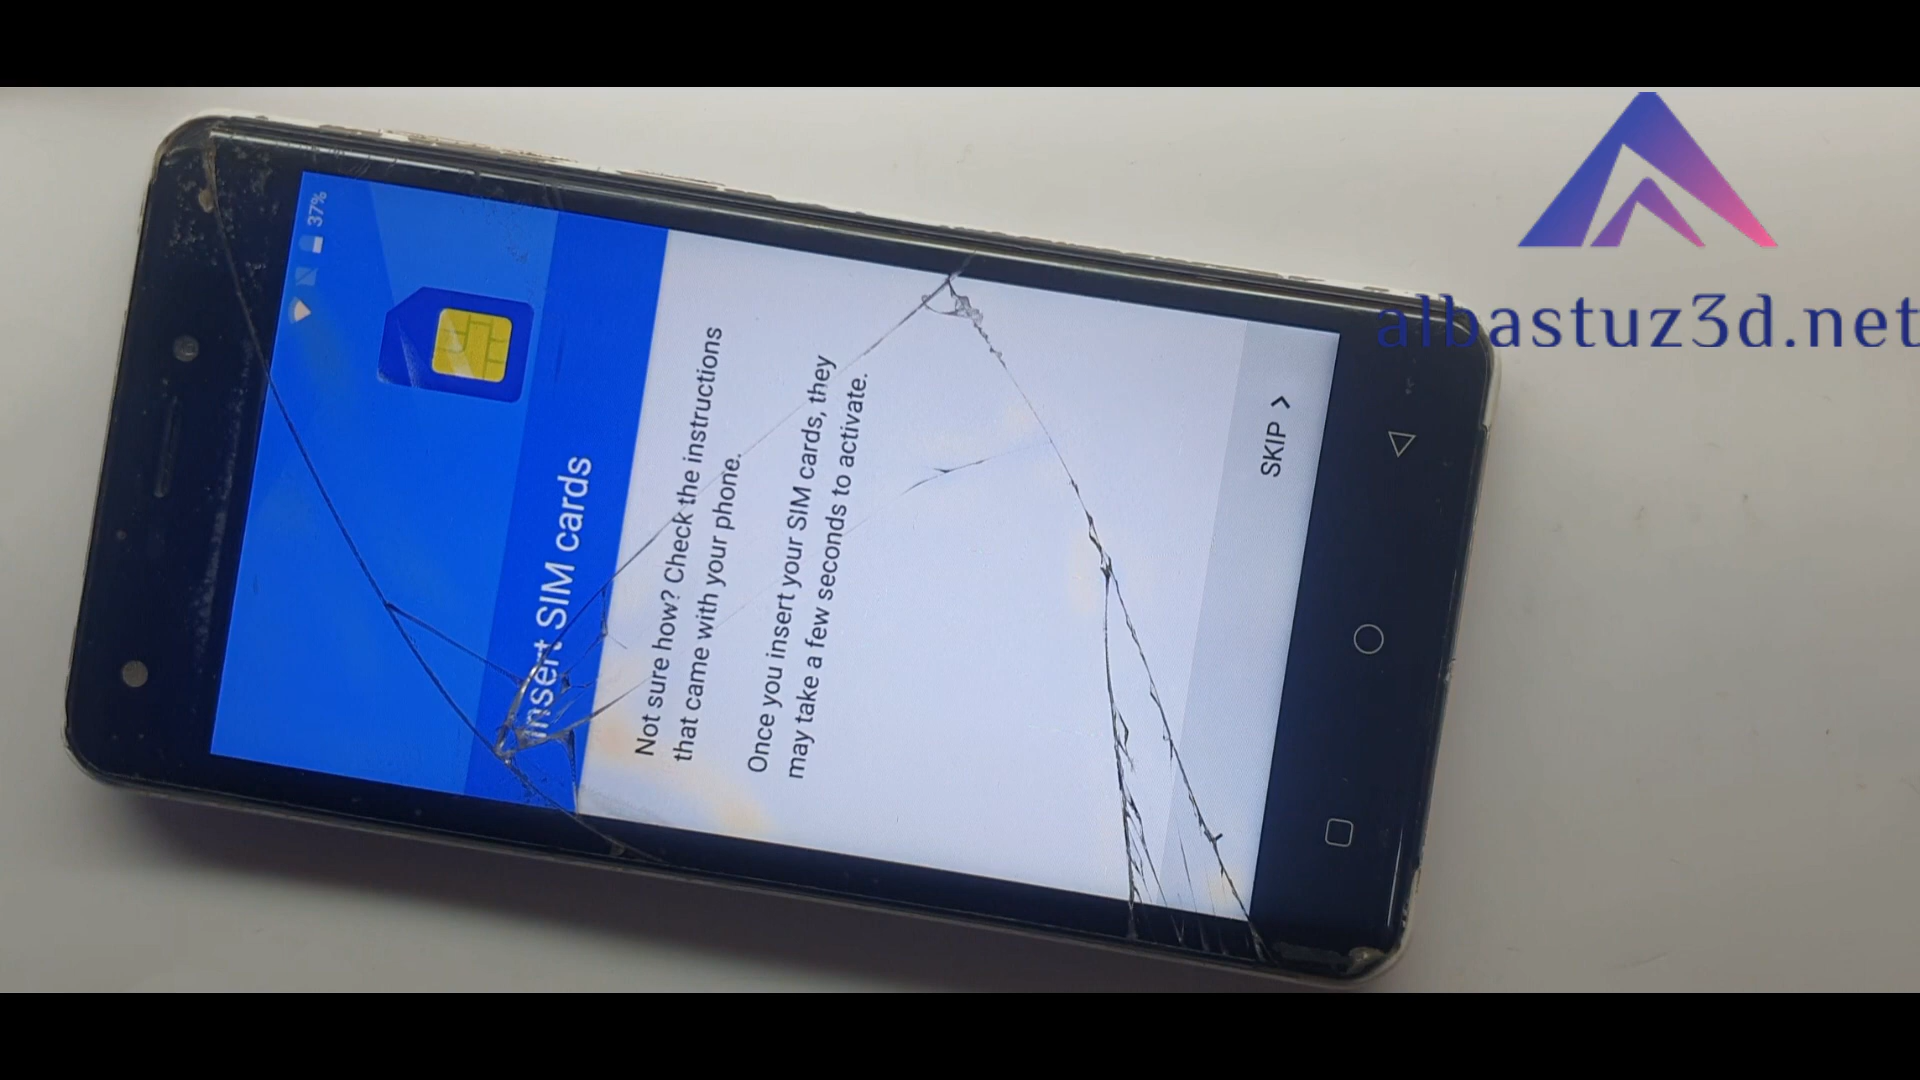 37%
Insert SIM cards
Not sure how? Check the instructions
that came with your phone.
Once you insert your SIM cards, they
may take a few seconds to activate.
SKIP >
albastuz3d.net